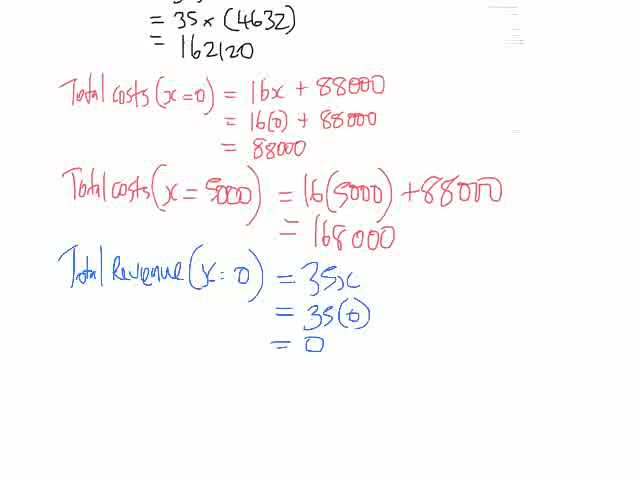 = 35 x (4632)
= 162120
Total costs (x = 0) = 16x + 88000
= 16(0) + 88000
= 88000
Total costs (x = 5000) = 16(5000) + 88000
= 168000
Total Revenue (x = 0) = 35x
= 35(0)
= 0